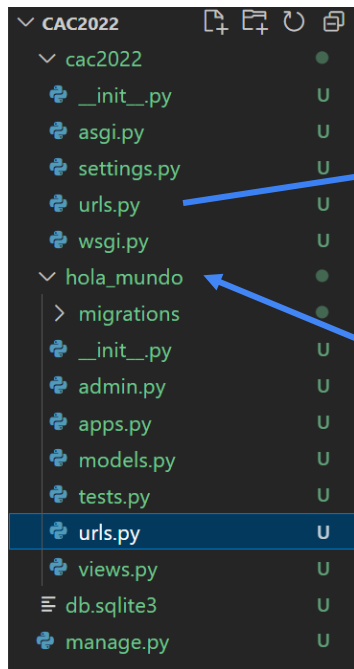 CAC2022
cac2022
__init__.py U
asgi.py U
settings.py U
urls.py U
wsgi.py U
hola_mundo
migrations
__init__.py U
admin.py U
apps.py U
models.py U
tests.py U
urls.py U
views.py U
db.sqlite3 U
manage.py U